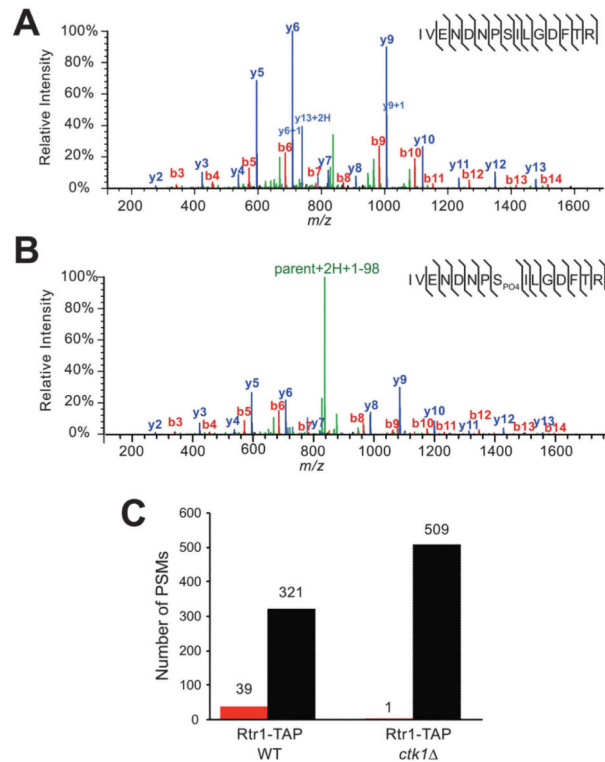 A
IVENDNPSILGDFTR
Relative Intensity
100%
80%
60%
40%
20%
0%
y2
b3
y3
b4
y4
b5
y5
b6
y6
y6+1
y13+2H
b7
y7
b8
y8
b9
y9
y9+1
b10
y10
b11
y11
b12
y12
b13
y13
b14
200 400 600 800 1000 1200 1400 1600
m/z
B
parent+2H+1-98
IVENDNPSPO4ILGDFTR
Relative Intensity
100%
80%
60%
40%
20%
0%
y2
b3
y3
b4
y4
b5
y5
b6
y6
b7
y7
b8
y8
b9
y9
b10
y10
b11
y11
b12
y12
b13
y13
b14
200 400 600 800 1000 1200 1400 1600
m/z
C
Number of PSMs
600
500
400
300
200
100
0
39
321
1
509
Rtr1-TAP
WT
Rtr1-TAP
ctk1Δ